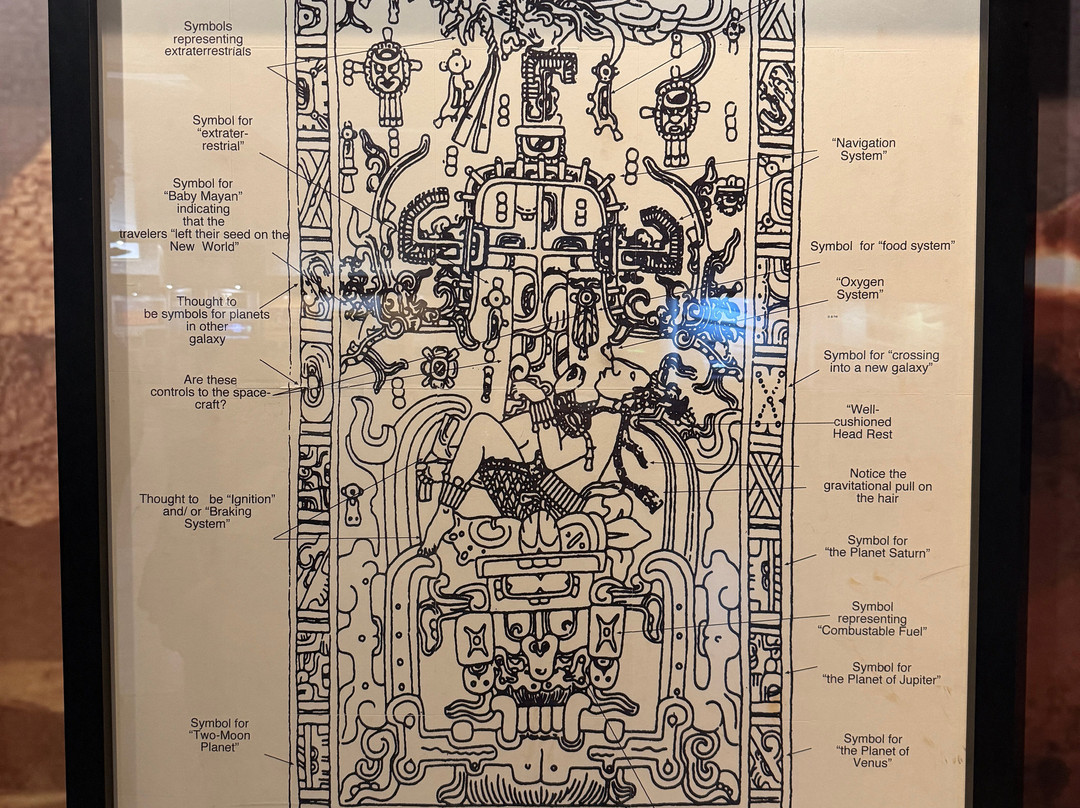 Symbols
representing
extraterrestrials
Symbol for
“extrater-
restrial”
Symbol for
“Baby Mayan”
indicating
that the
travelers “left their seed on the
New World”
Thought to
be symbols for planets
in other
galaxy
Are these
controls to the space-
craft?
Thought to be “Ignition”
and/ or “Braking
System”
Symbol for
“Two-Moon
Planet”
“Navigation
System”
Symbol for “food system”
“Oxygen
System”
Symbol for “crossing
into a new galaxy”
“Well-
cushioned
Head Rest
Notice the
gravitational pull on
the hair
Symbol for
“the Planet Saturn”
Symbol
representing
“Combustable Fuel”
Symbol for
“the Planet of Jupiter”
Symbol for
“the Planet of
Venus”